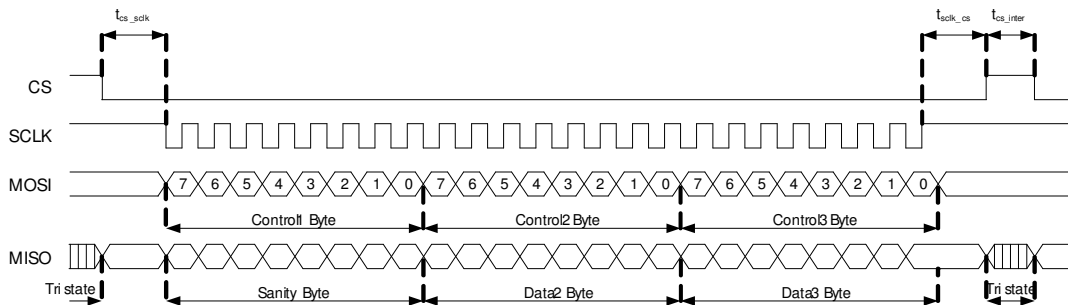 tcs_sclk tsclk_cs tcs_inter
CS
SCLK
MOSI 7 6 5 4 3 2 1 0 7 6 5 4 3 2 1 0 7 6 5 4 3 2 1 0
Control1 Byte Control2 Byte Control3 Byte
MISO
Tri state Sanity Byte Data2 Byte Data3 Byte Tri state